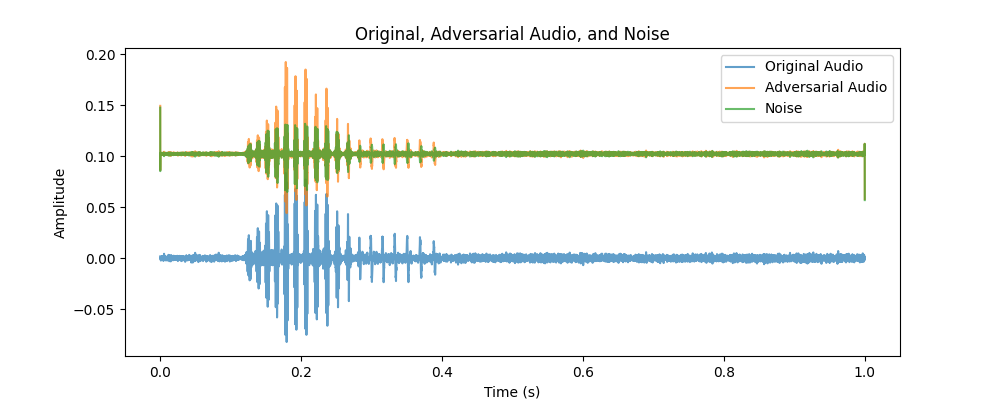 Original, Adversarial Audio, and Noise
Original Audio
Adversarial Audio
Noise
Amplitude
0.20
0.15
0.10
0.05
0.00
−0.05
0.0 0.2 0.4 0.6 0.8 1.0
Time (s)